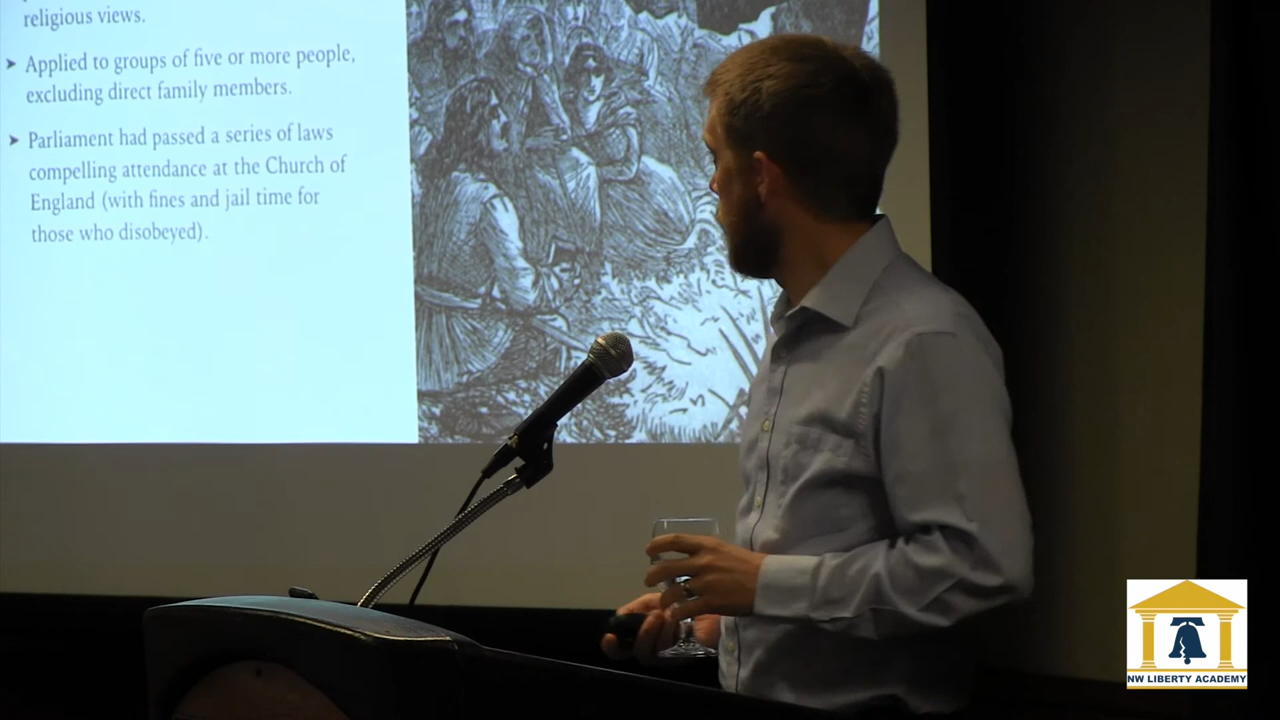 religious views.
➤ Applied to groups of five or more people,
excluding direct family members.
➤ Parliament had passed a series of laws
compelling attendance at the Church of
England (with fines and jail time for
those who disobeyed).
NW LIBERTY ACADEMY